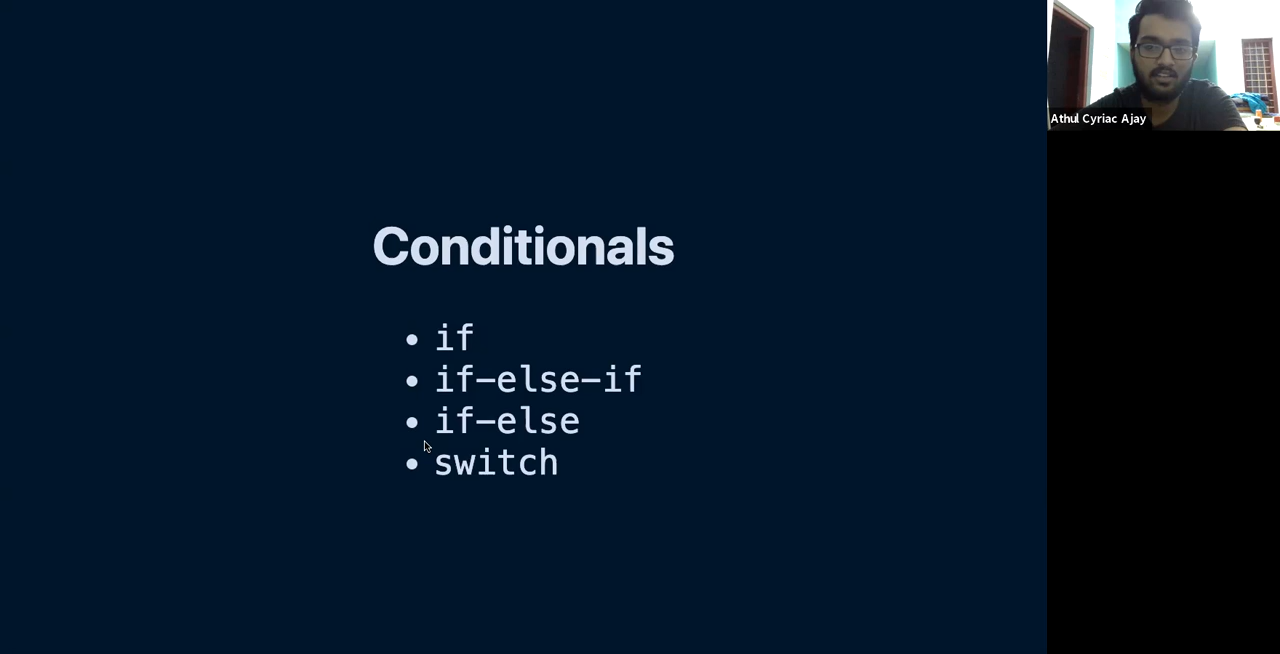 Athul Cyriac Ajay
Conditionals
• if
• if-else-if
• if-else
• switch